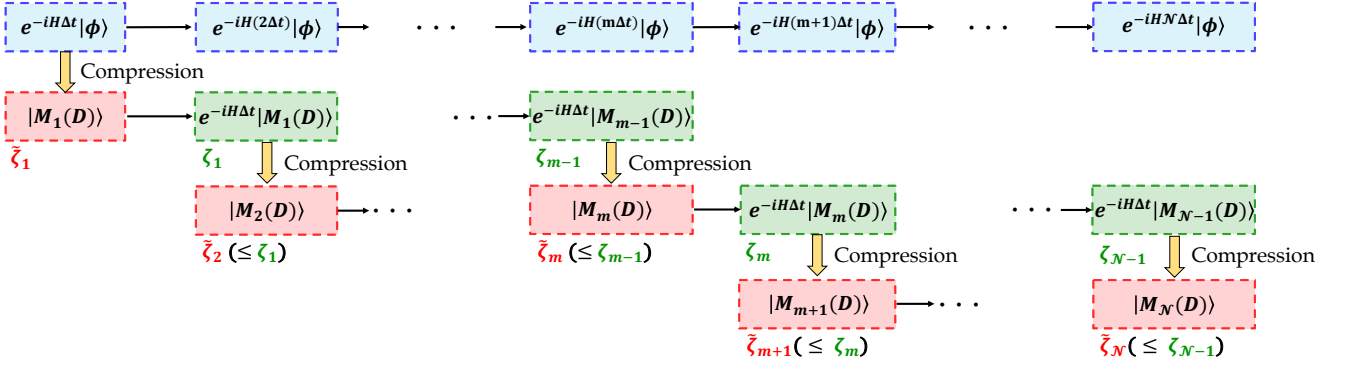 e^{-iHΔt}|ϕ⟩ e^{-iH(2Δt)}|ϕ⟩ · · · e^{-iH(mΔt)}|ϕ⟩ e^{-iH(m+1)Δt}|ϕ⟩ · · · e^{-iH𝒩Δt}|ϕ⟩
Compression
|M_1(D)⟩ e^{-iHΔt}|M_1(D)⟩ · · · e^{-iHΔt}|M_{m-1}(D)⟩
ζ̃_1 ζ_1 Compression ζ_{m-1} Compression
|M_2(D)⟩ · · · |M_m(D)⟩ e^{-iHΔt}|M_m(D)⟩ · · · e^{-iHΔt}|M_{𝒩-1}(D)⟩
ζ̃_2 (≤ ζ_1) ζ̃_m (≤ ζ_{m-1}) ζ_m Compression ζ_{𝒩-1} Compression
|M_{m+1}(D)⟩ · · · |M_𝒩(D)⟩
ζ̃_{m+1}(≤ ζ_m) ζ̃_𝒩(≤ ζ_{𝒩-1})